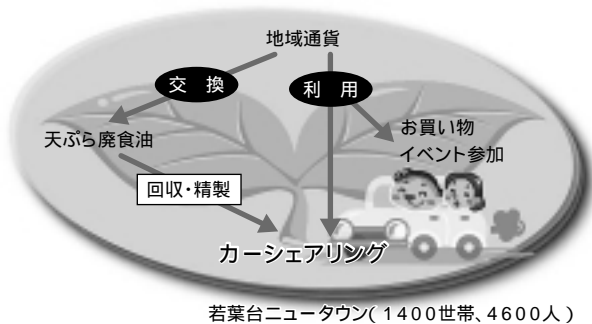 地域通貨
交 換
利 用
天ぷら廃食油
お買い物
イベント参加
回収・精製
カーシェアリング
若葉台ニュータウン(1400世帯、4600人)